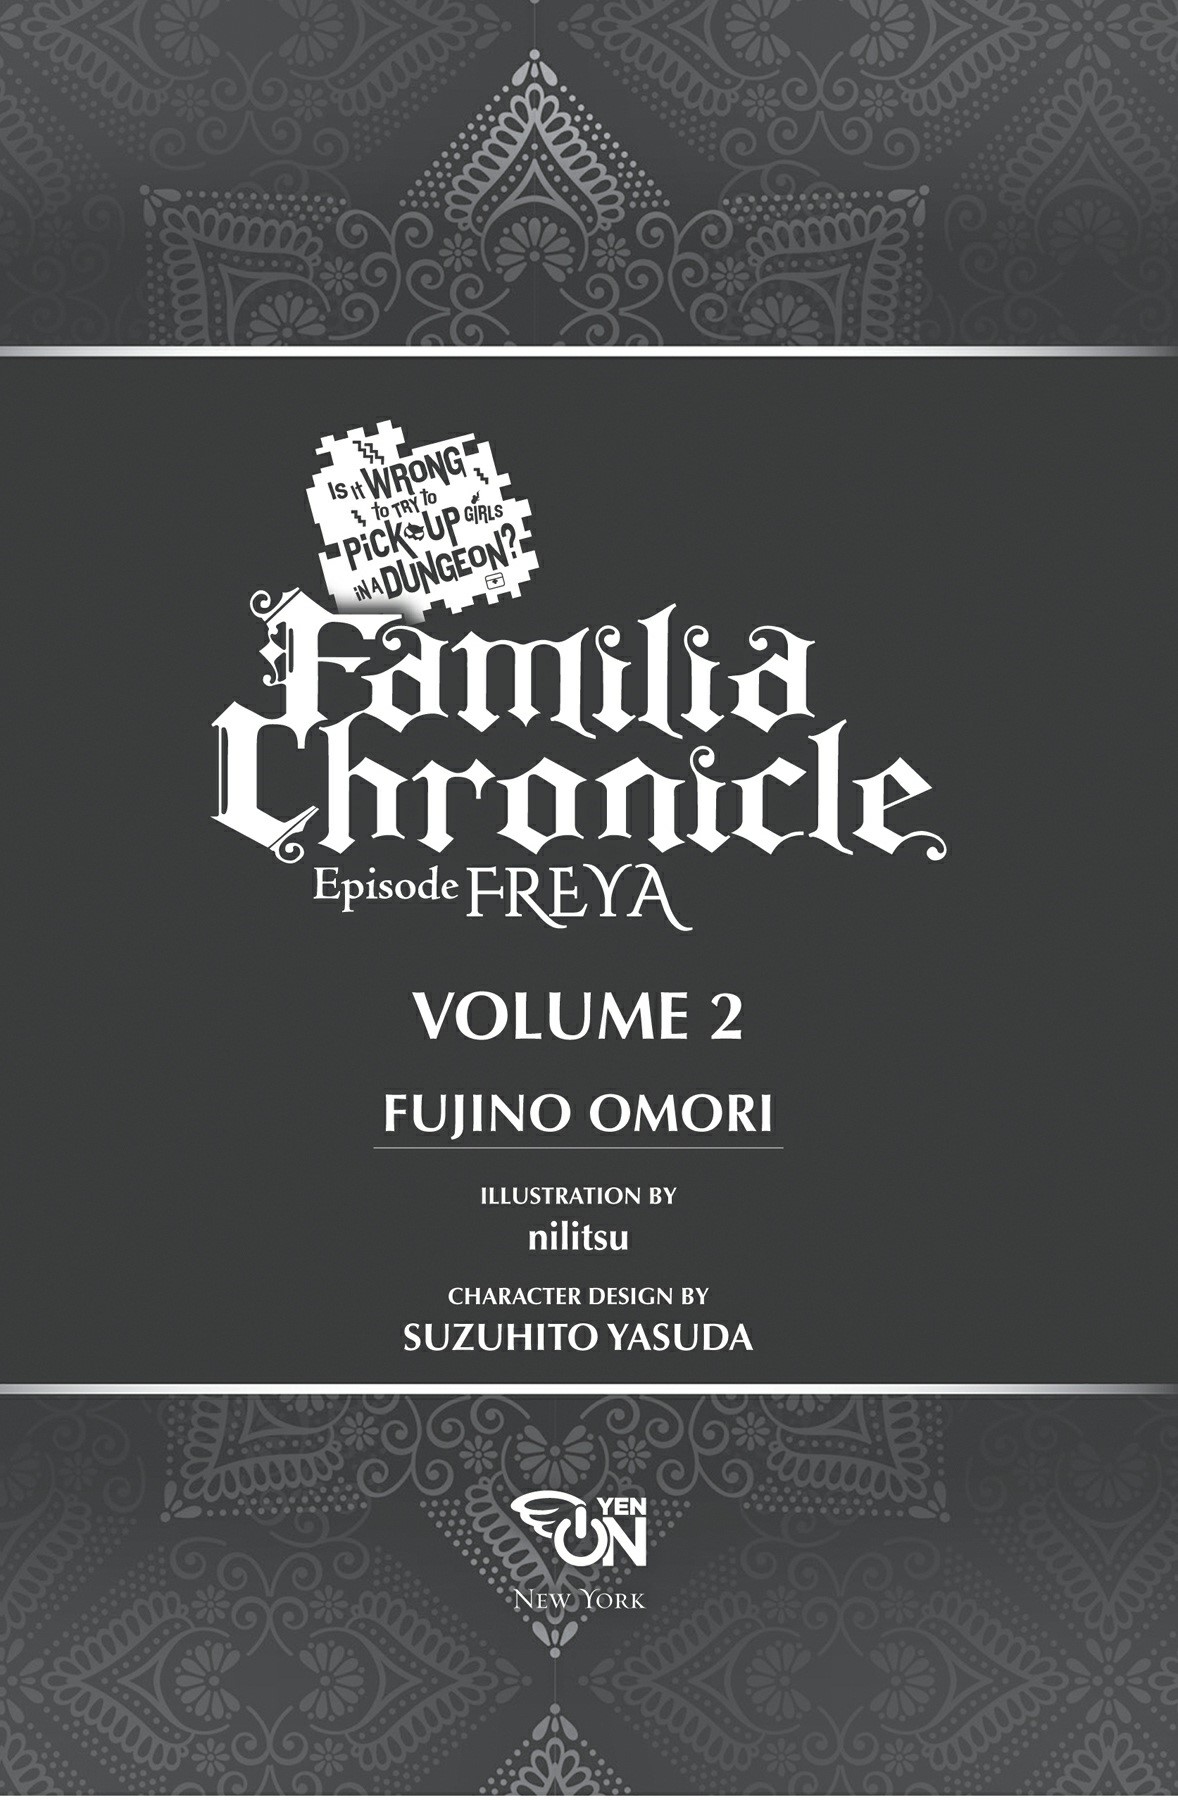 Is It WRONG
to TRY to
PiCK UP GIRLS
iN A DUNGEON?
Familia
Chronicle
Episode FREYA
VOLUME 2
FUJINO OMORI
ILLUSTRATION BY
nilitsu
CHARACTER DESIGN BY
SUZUHITO YASUDA
YEN
ON
NEW YORK